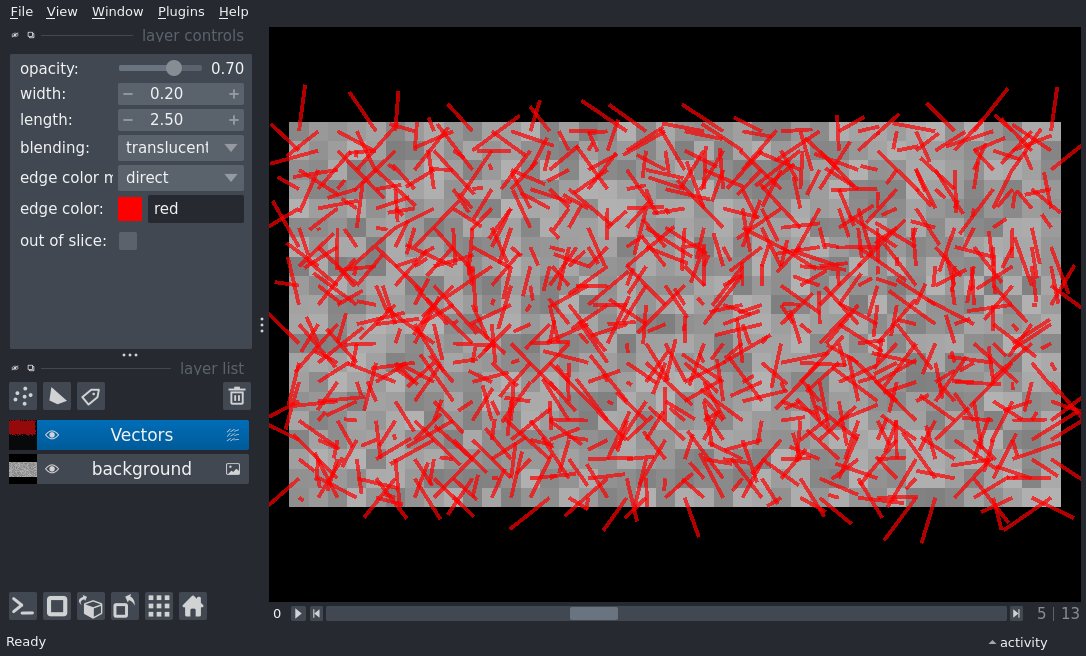 File View Window Plugins Help
layer controls
opacity: 0.70
width: − 0.20 +
length: − 2.50 +
blending: translucent
edge color m direct
edge color: red
out of slice:
layer list
Vectors
background
0 5 | 13
Ready activity